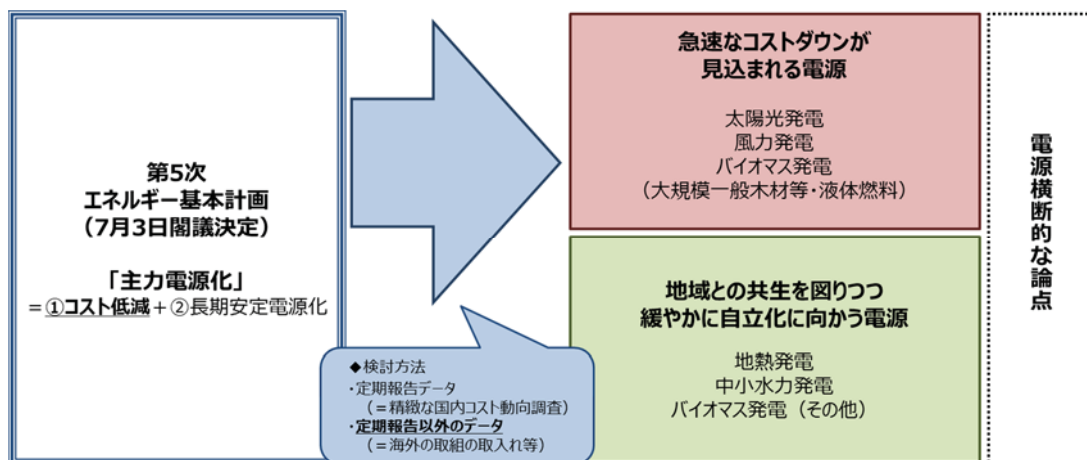 第5次
エネルギー基本計画
（7月3日閣議決定）
「主力電源化」
＝①コスト低減＋②長期安定電源化
◆検討方法
・定期報告データ
（＝精緻な国内コスト動向調査）
・定期報告以外のデータ
（＝海外の取組の取入れ等）
急速なコストダウンが
見込まれる電源
太陽光発電
風力発電
バイオマス発電
（大規模一般木材等・液体燃料）
地域との共生を図りつつ
緩やかに自立化に向かう電源
地熱発電
中小水力発電
バイオマス発電（その他）
電源横断的な論点